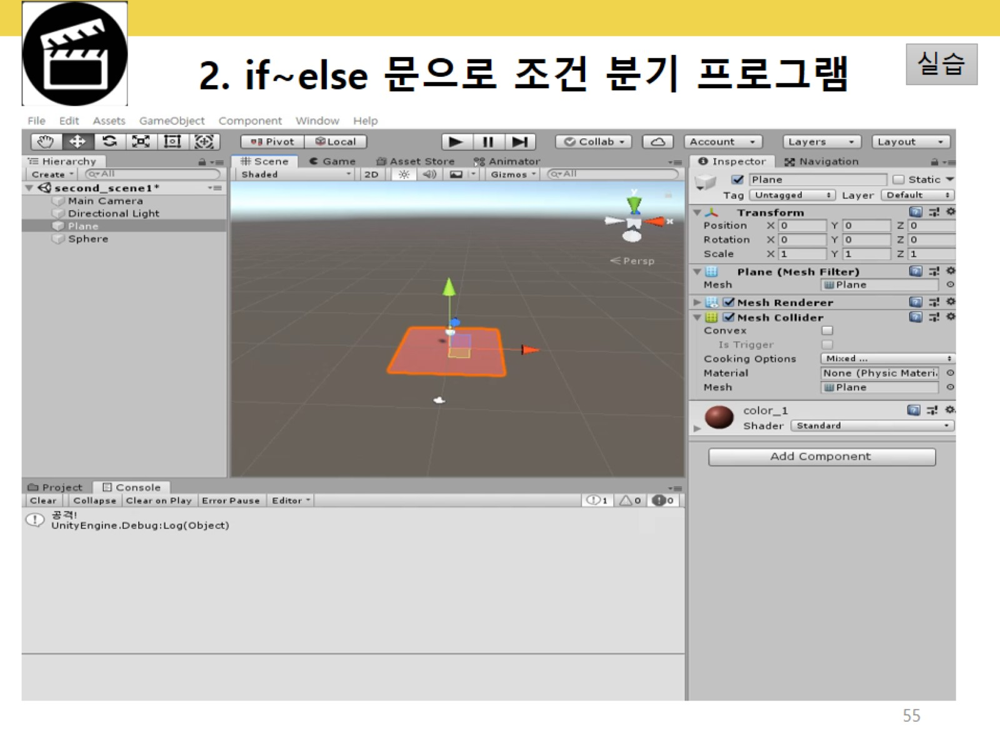 2. if~else 문으로 조건 분기 프로그램
실습
File Edit Assets GameObject Component Window Help
Pivot Local Collab Account Layers Layout
Hierarchy
Create All
second_scene1*
Main Camera
Directional Light
Plane
Sphere
Scene Game Asset Store Animator
Shaded 2D Gizmos All
y
x
Persp
Inspector Navigation
Plane Static
Tag Untagged Layer Default
Transform
Position X 0 Y 0 Z 0
Rotation X 0 Y 0 Z 0
Scale X 1 Y 1 Z 1
Plane (Mesh Filter)
Mesh Plane
Mesh Renderer
Mesh Collider
Convex
Is Trigger
Cooking Options Mixed ...
Material None (Physic Materi.
Mesh Plane
color_1
Shader Standard
Add Component
Project Console
Clear Collapse Clear on Play Error Pause Editor 1 0 0
공격!
UnityEngine.Debug:Log(Object)
55